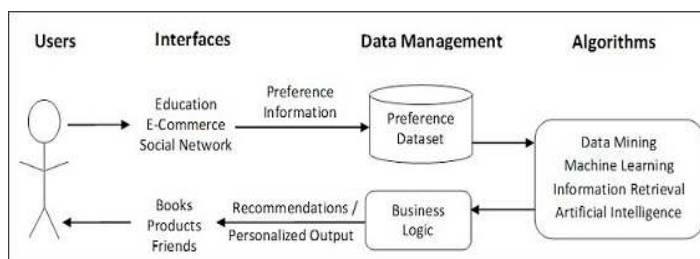 Users
Interfaces
Data Management
Algorithms
Education
E-Commerce
Social Network
Preference
Information
Preference
Dataset
Data Mining
Machine Learning
Information Retrieval
Artificial Intelligence
Business
Logic
Recommendations /
Personalized Output
Books
Products
Friends